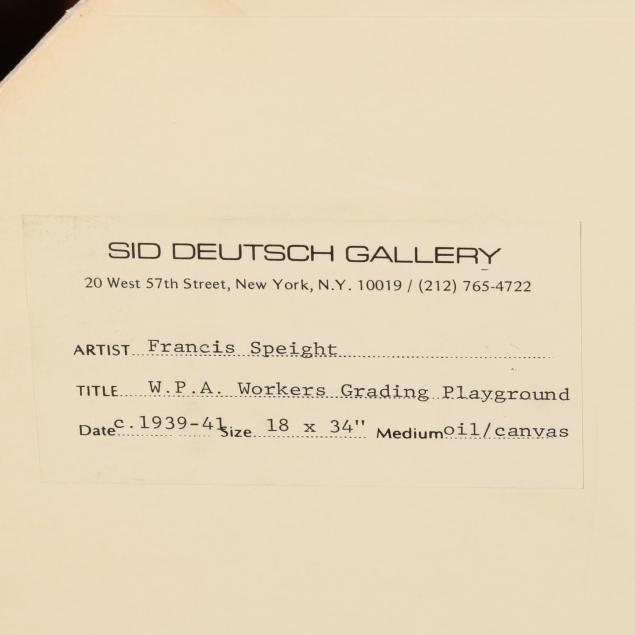 SID DEUTSCH GALLERY
20 West 57th Street, New York, N.Y. 10019 / (212) 765-4722
ARTIST Francis Speight
TITLE W.P.A. Workers Grading Playground
Date c.1939-41 Size 18 x 34" Medium oil/canvas